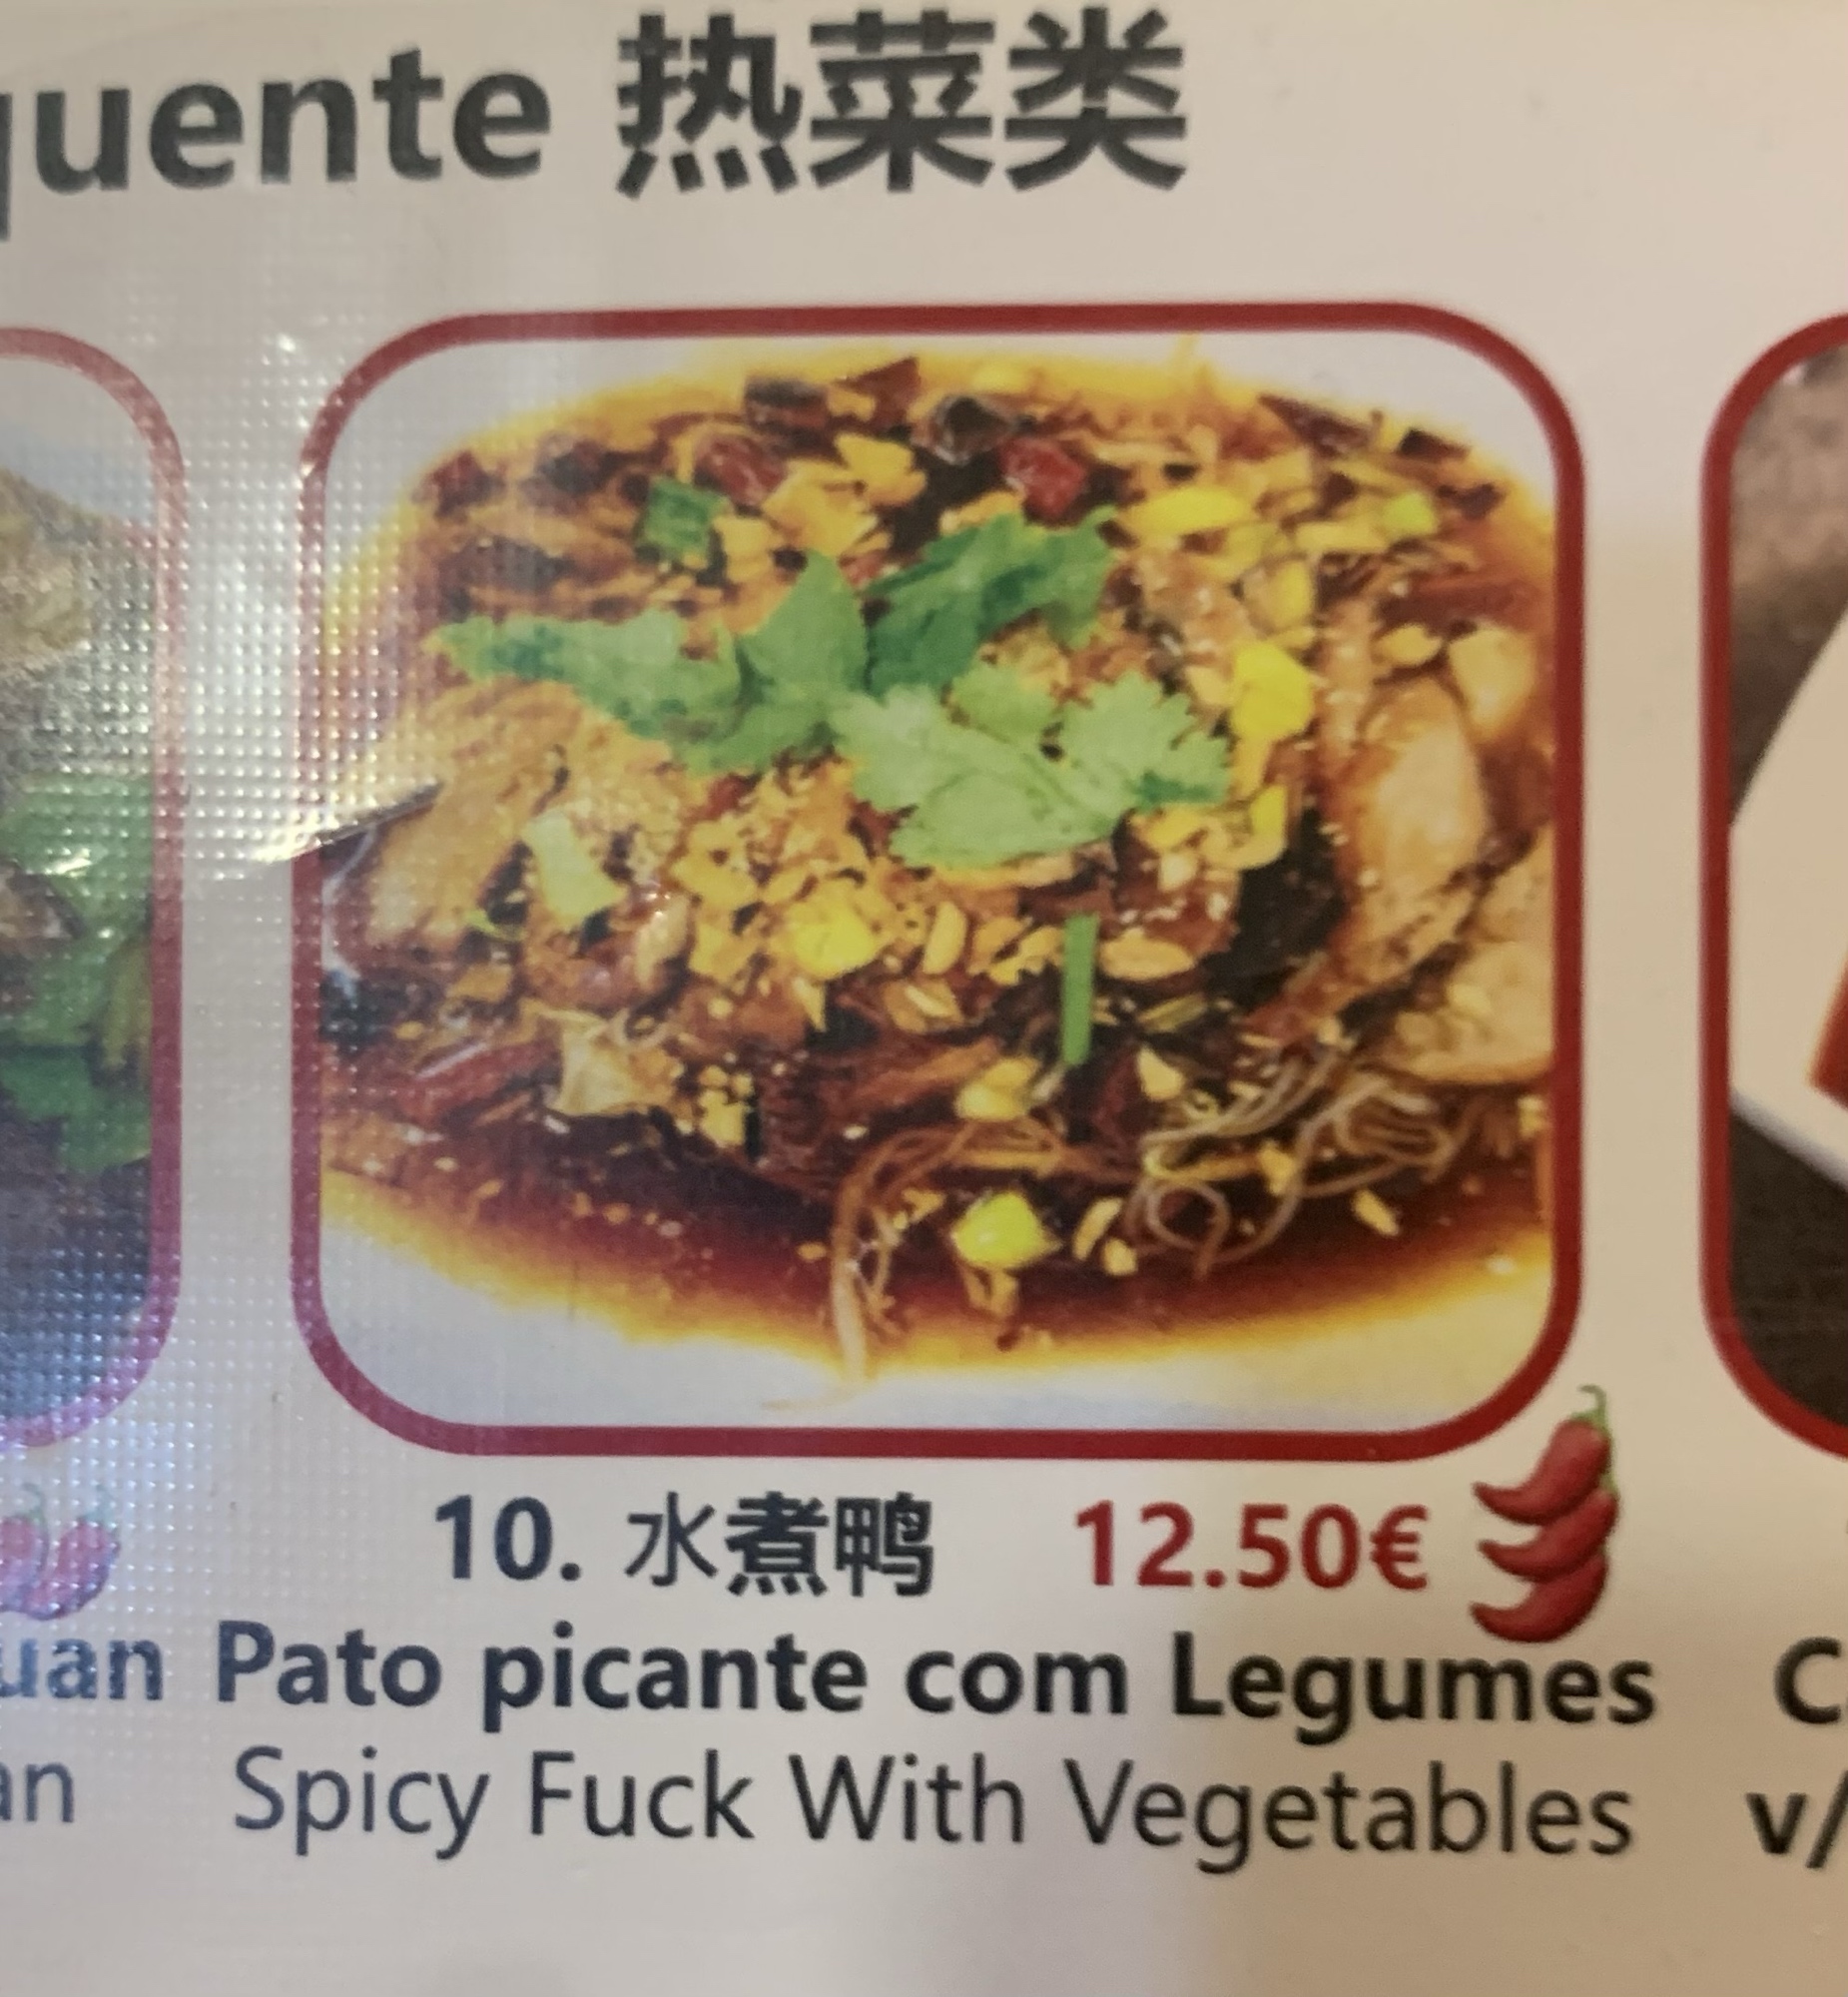 quente 热菜类
10. 水煮鸭 12.50€
uan Pato picante com Legumes C
an Spicy Fuck With Vegetables v/